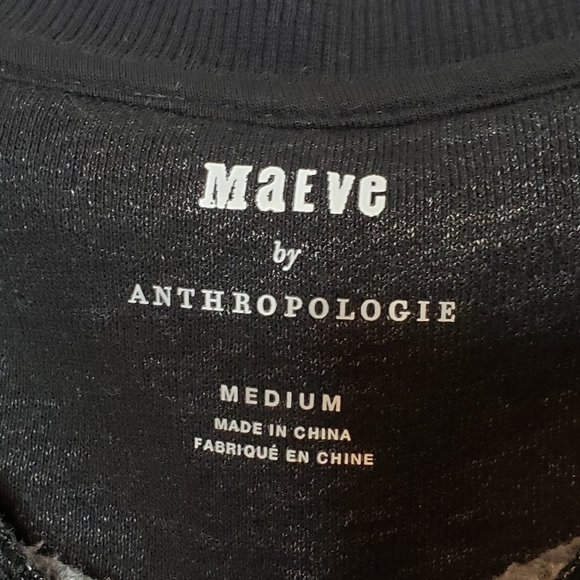 MaEve
by
ANTHROPOLOGIE
MEDIUM
MADE IN CHINA
FABRIQUÉ EN CHINE